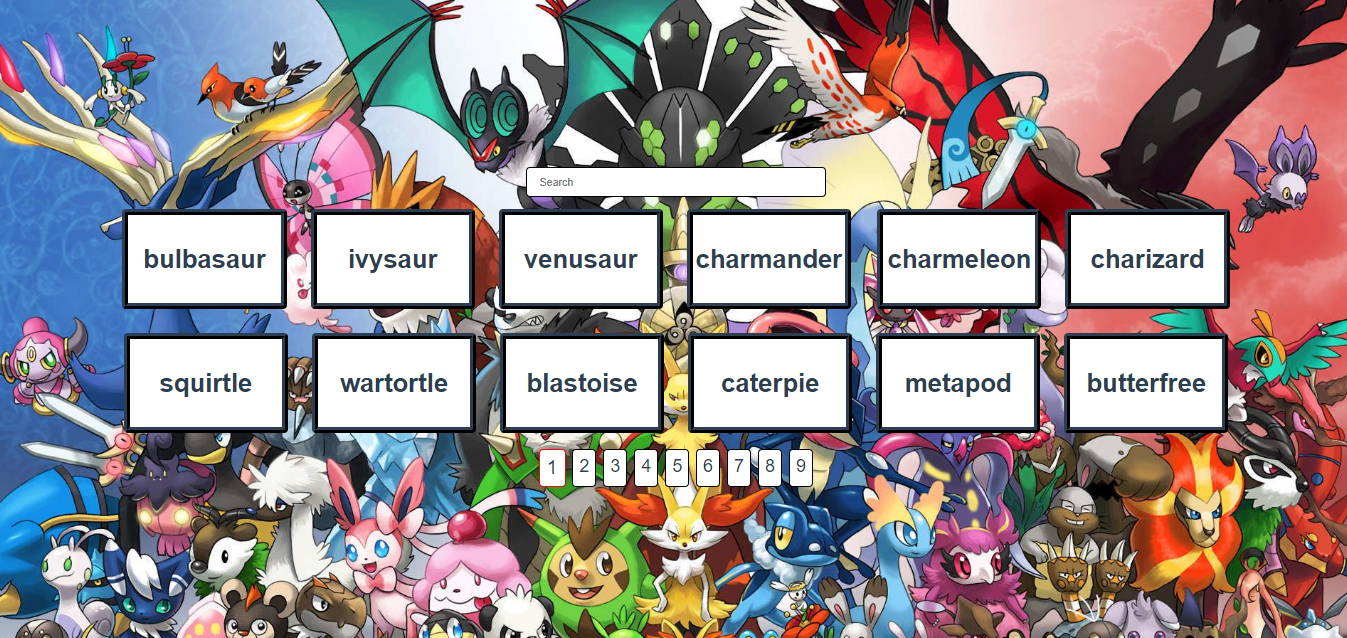 Search
bulbasaur ivysaur venusaur charmander charmeleon charizard
squirtle wartortle blastoise caterpie metapod butterfree
1 2 3 4 5 6 7 8 9